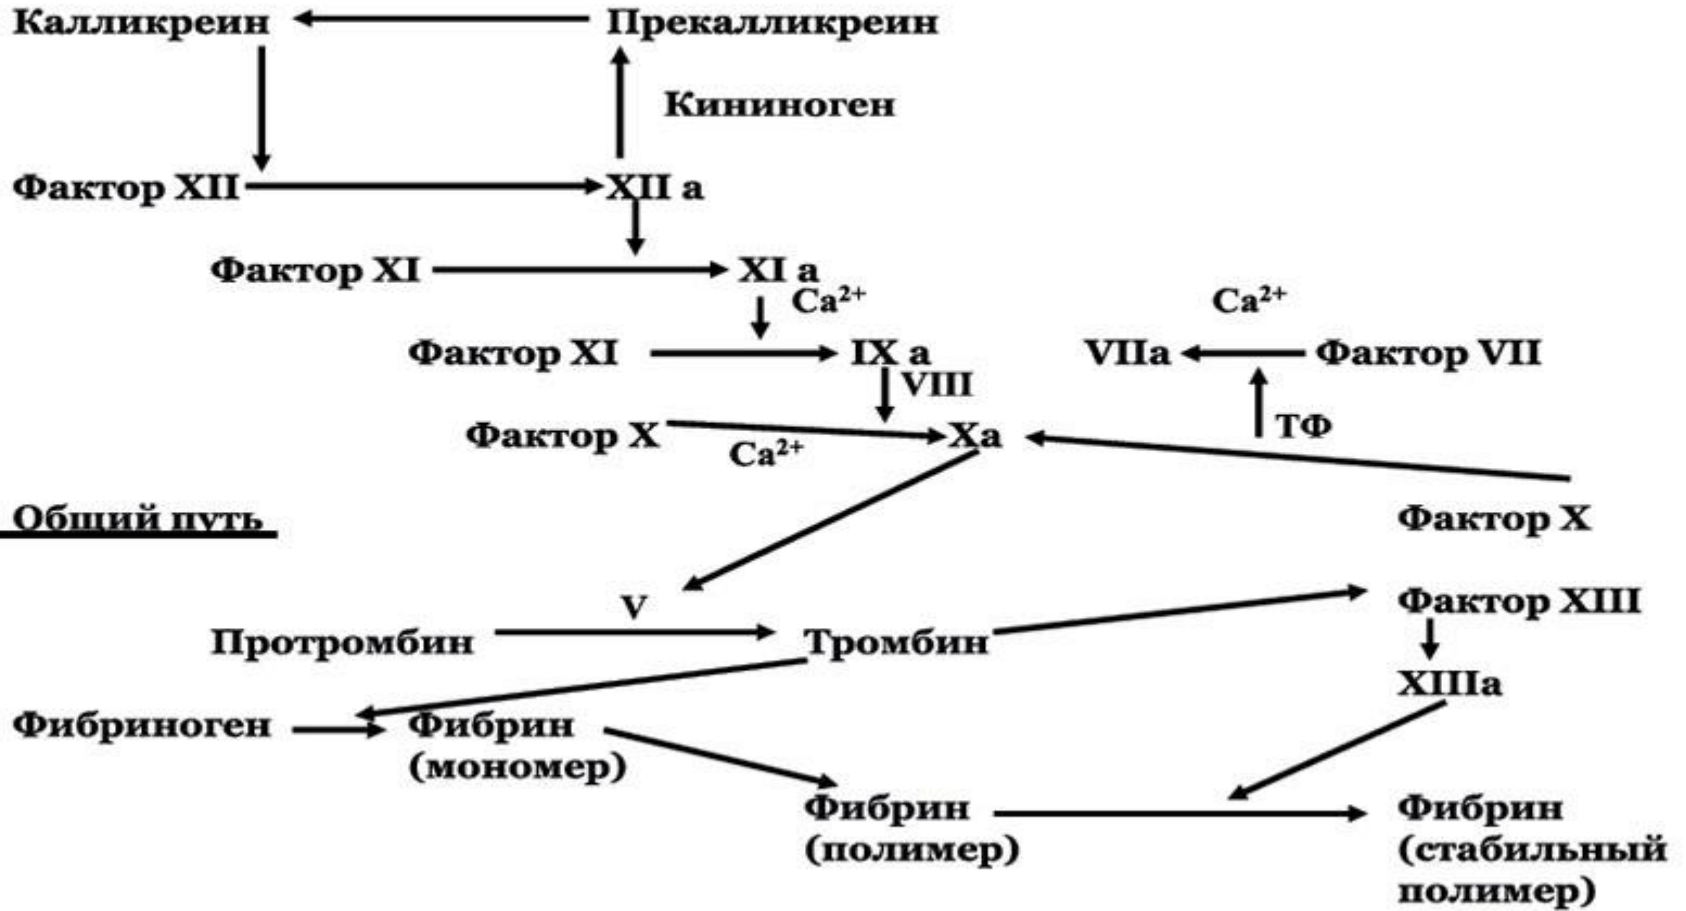 Калликреин Прекалликреин
Кининоген
Фактор XII XII a
Фактор XI XI a
Ca²⁺ Ca²⁺
Фактор XI IX a VIIa Фактор VII
VIII
Фактор X Xa ТФ
Ca²⁺
Общий путь Фактор X
V Фактор XIII
Протромбин Тромбин
XIIIa
Фибриноген Фибрин
(мономер)
Фибрин Фибрин
(полимер) (стабильный
полимер)